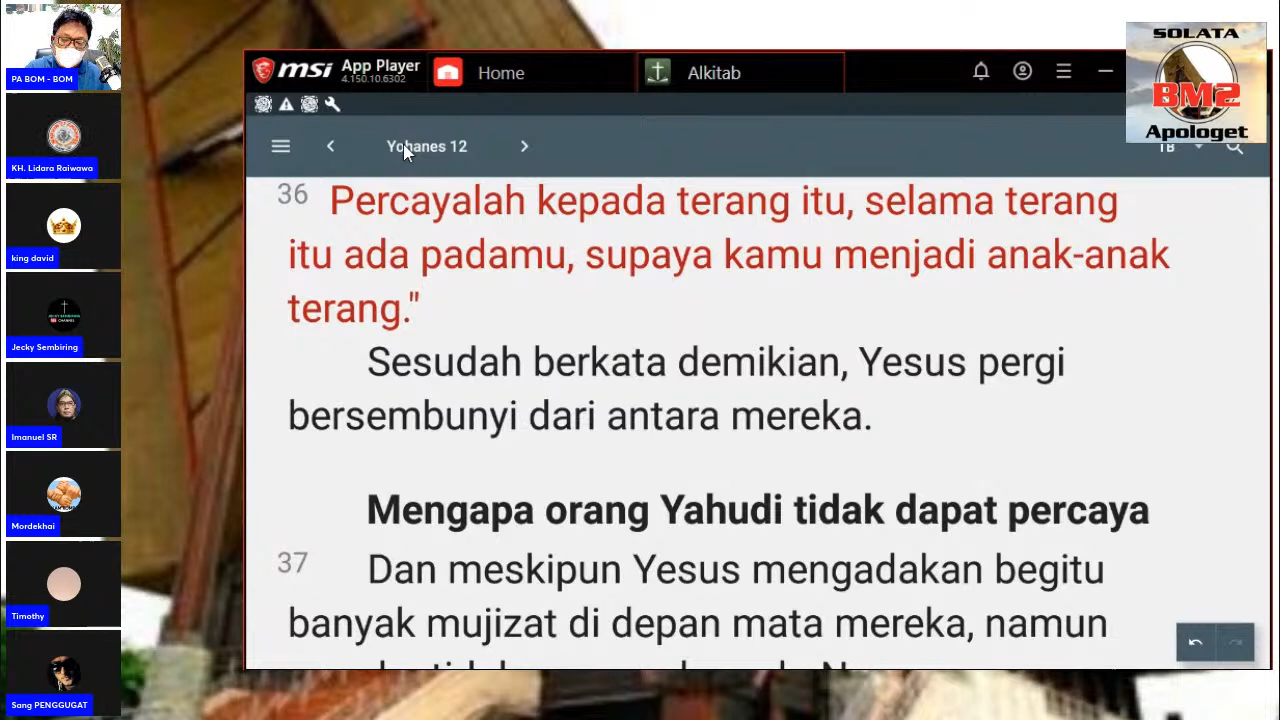 PA BOM - BOM
KH. Lidara Raiwawa
king david
Jecky Sembiring
Imanuel SR
Mordekhai
Timothy
Sang PENGGUGAT
msi App Player
4.150.10.6302
Home
Alkitab
SOLATA
BM2
Apologet
Yohanes 12
TB
36 Percayalah kepada terang itu, selama terang
itu ada padamu, supaya kamu menjadi anak-anak
terang."
Sesudah berkata demikian, Yesus pergi
bersembunyi dari antara mereka.
Mengapa orang Yahudi tidak dapat percaya
37 Dan meskipun Yesus mengadakan begitu
banyak mujizat di depan mata mereka, namun